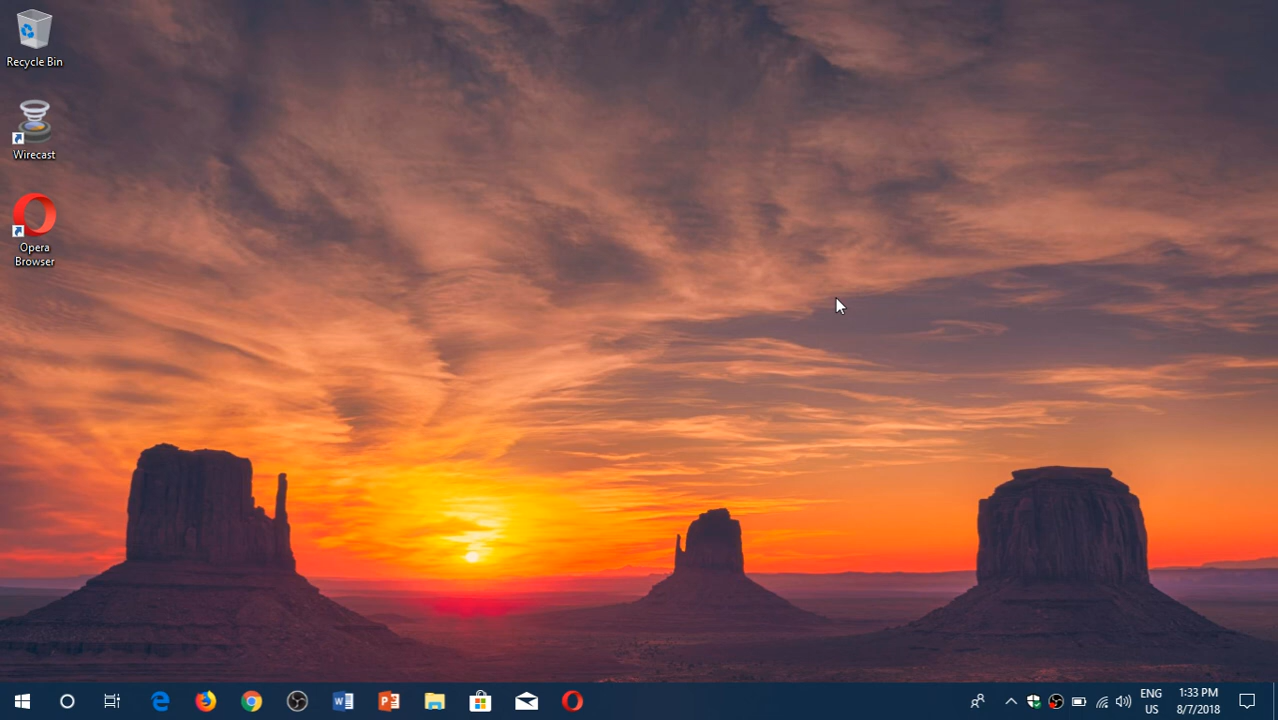 Recycle Bin
Wirecast
Opera
Browser
ENG
US
1:33 PM
8/7/2018